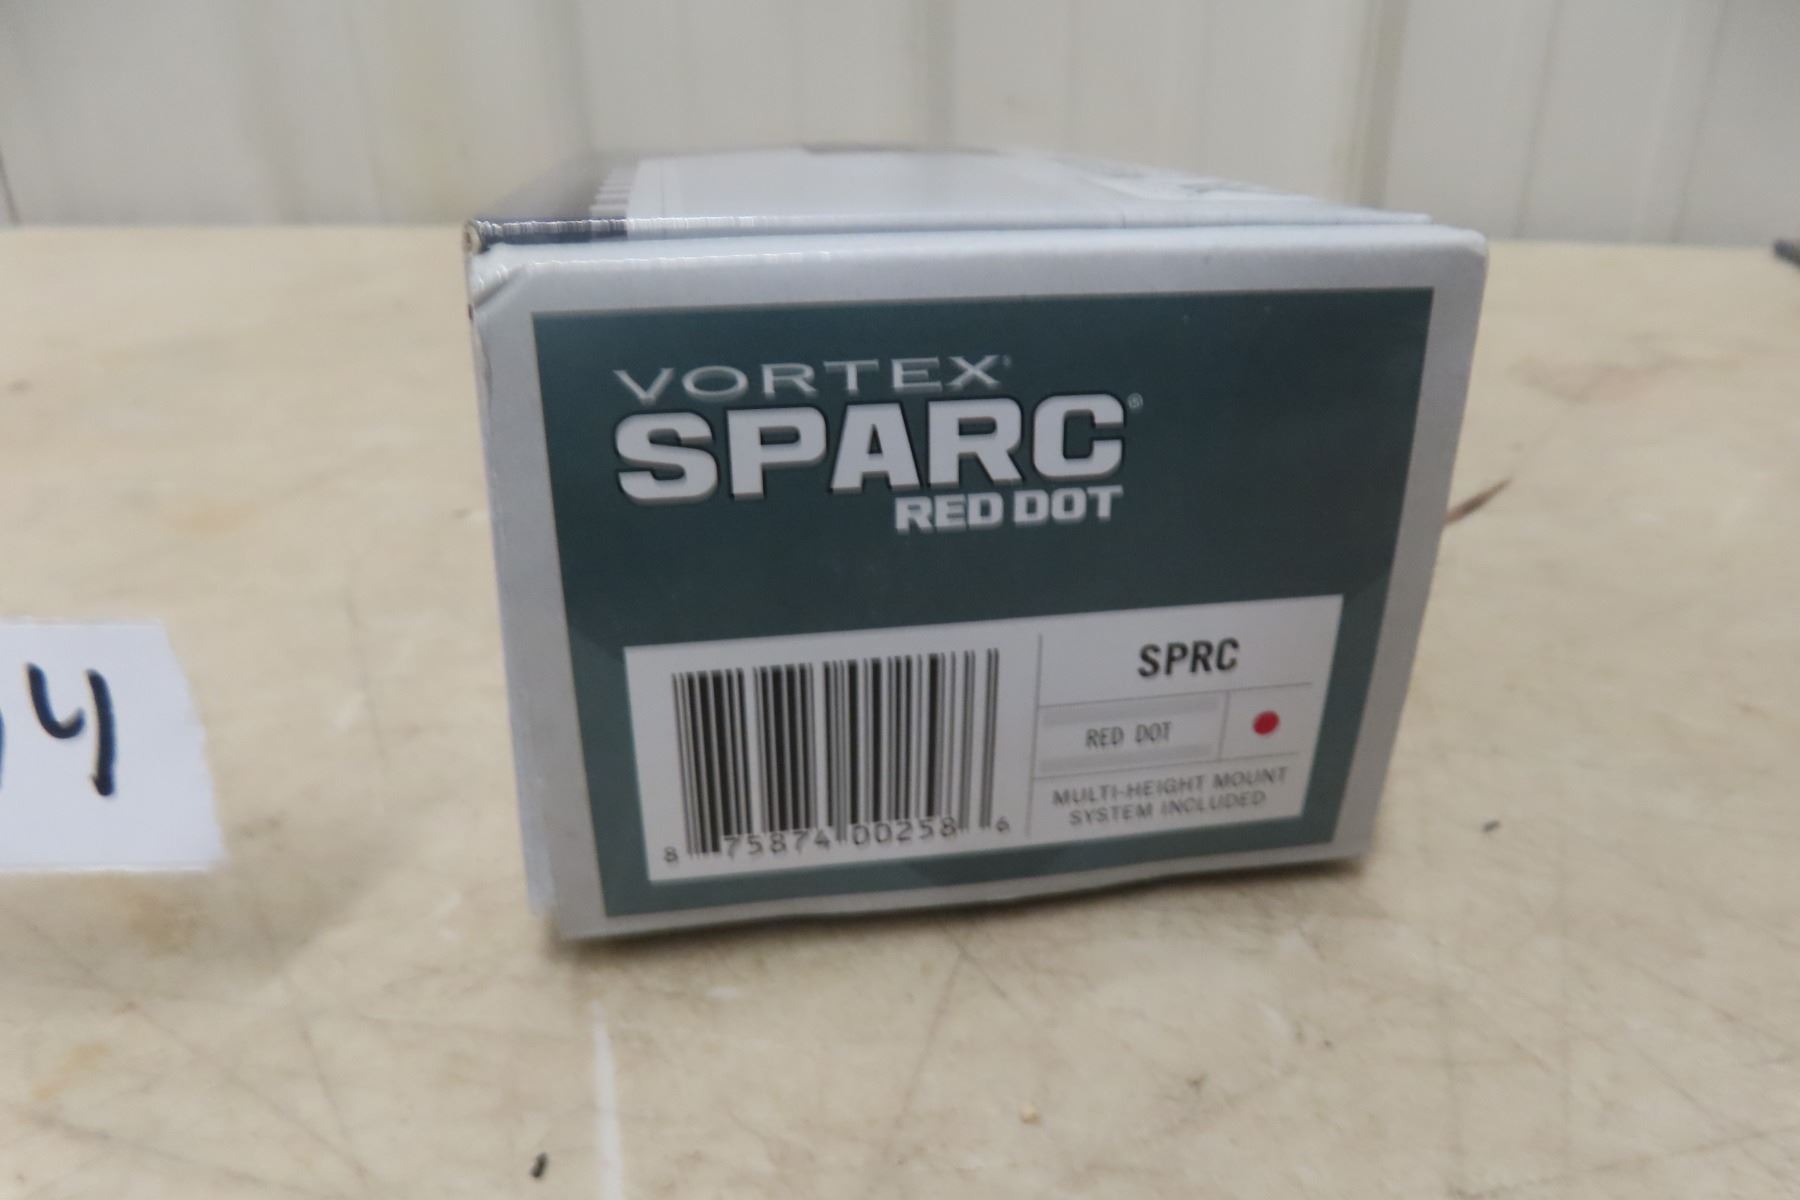 VORTEX®
SPARC®
RED DOT
SPRC
RED DOT
MULTI-HEIGHT MOUNT
SYSTEM INCLUDED
8 75874 00258 6